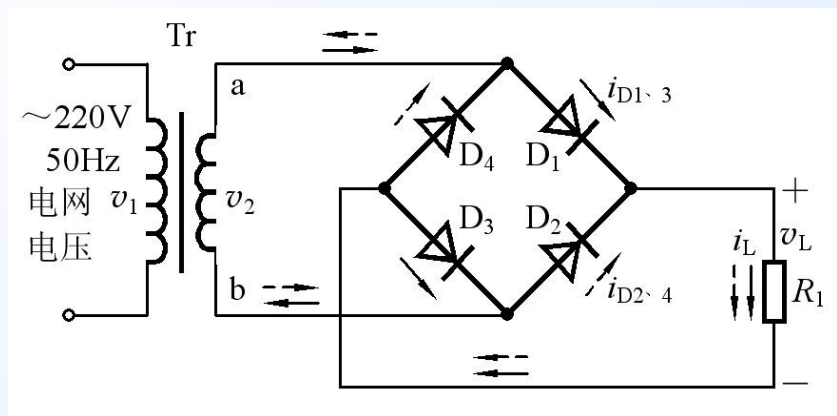 Tr
a
～220V
50Hz
电网
电压
v1
v2
b
D4
D1
D3
D2
iD1、3
iD2、4
+
iL
vL
R1
−